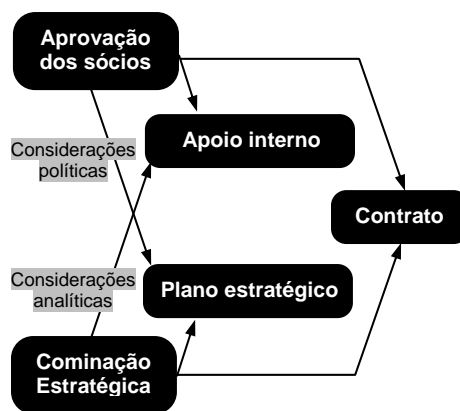 Aprovação
dos sócios
Apoio interno
Considerações
políticas
Contrato
Considerações
analíticas
Plano estratégico
Cominação
Estratégica